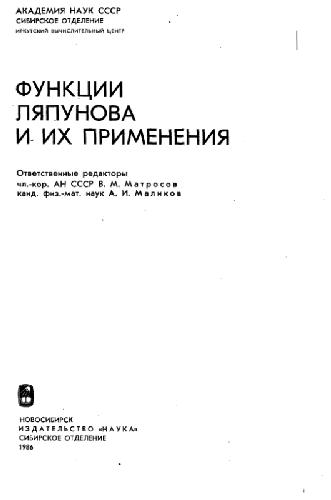 АКАДЕМИЯ НАУК СССР
СИБИРСКОЕ ОТДЕЛЕНИЕ
ИРКУТСКИЙ ВЫЧИСЛИТЕЛЬНЫЙ ЦЕНТР
ФУНКЦИИ
ЛЯПУНОВА
И ИХ ПРИМЕНЕНИЯ
Ответственные редакторы
чл.-кор. АН СССР В. М. Матросов
канд. физ.-мат. наук А. И. Маликов
НОВОСИБИРСК
ИЗДАТЕЛЬСТВО «НАУКА»
СИБИРСКОЕ ОТДЕЛЕНИЕ
1986